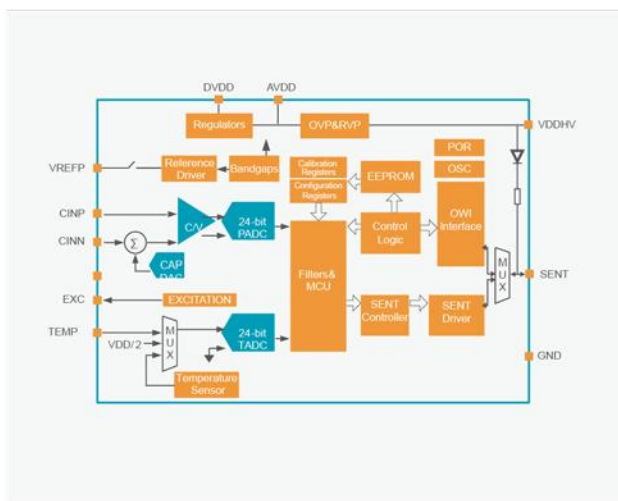 DVDD
AVDD
Regulators
OVP&RVP
VDDHV
POR
OSC
VREFP
Reference
Driver
Bandgaps
Calibration
Registers
Configuration
Registers
EEPROM
CINP
CINN
Σ
C/V
24-bit
PADC
CAP
DAC
Control
Logic
OWI
Interface
Filters&
MCU
MUX
SENT
EXC
EXCITATION
SENT
Controller
SENT
Driver
TEMP
VDD/2
MUX
24-bit
TADC
Temperature
Sensor
GND